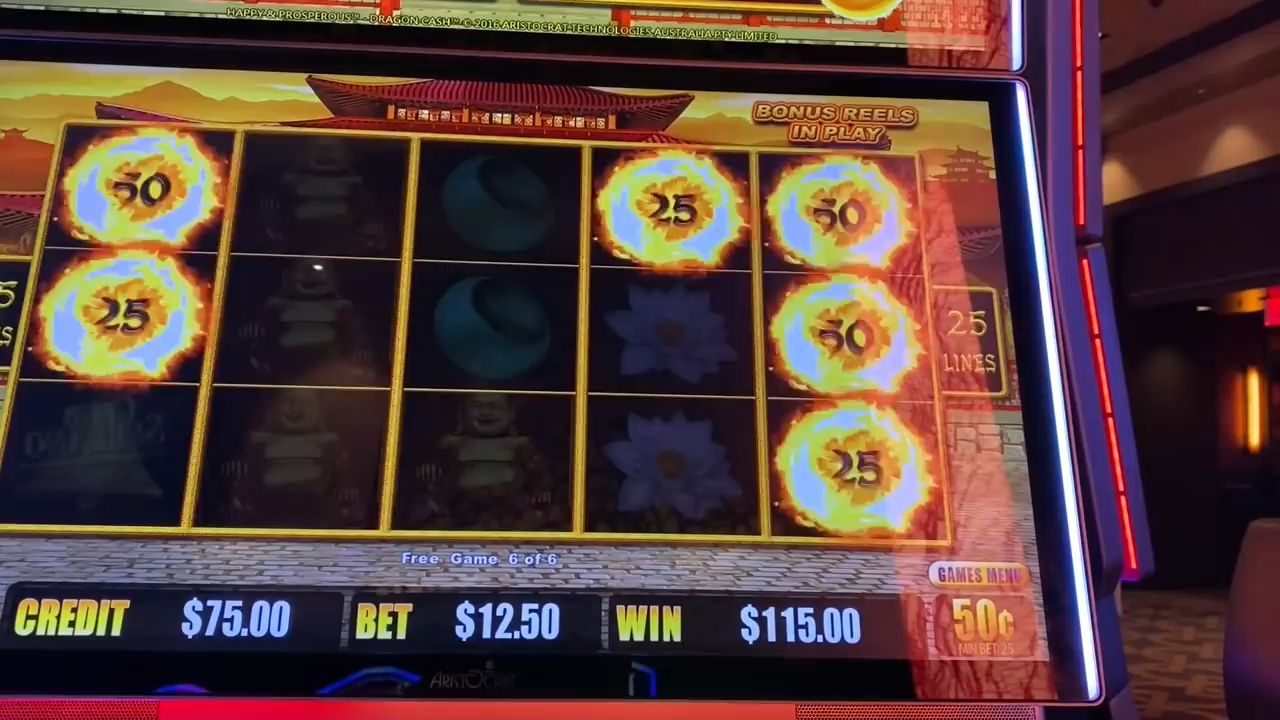 HAPPY & PROSPEROUS™ - DRAGON CASH™ © 2016 ARISTOCRAT TECHNOLOGIES AUSTRALIA PTY LIMITED
BONUS REELS
IN PLAY
50
25
50
25
50
25
25
LINES
Free Game 6 of 6
GAMES MENU
CREDIT $75.00 BET $12.50 WIN $115.00
50¢
MIN BET 25
ARISTOCRAT